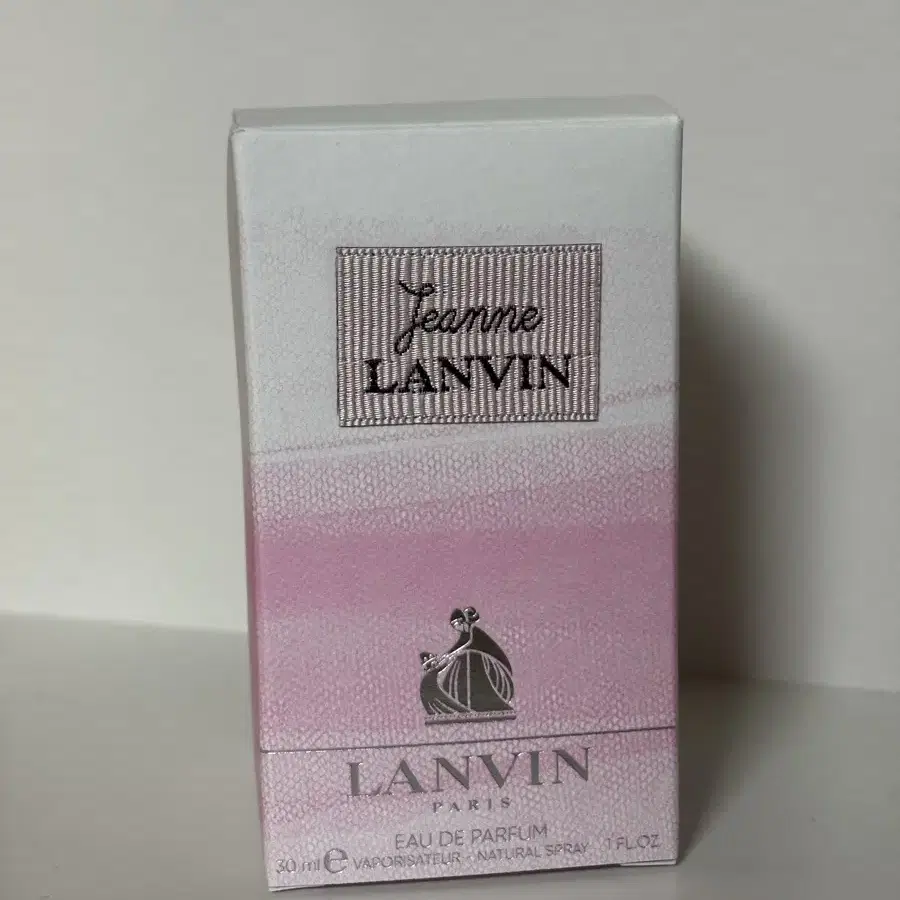 Jeanne
LANVIN
LANVIN
PARIS
EAU DE PARFUM
30 ml e VAPORISATEUR - NATURAL SPRAY 1 FL.OZ